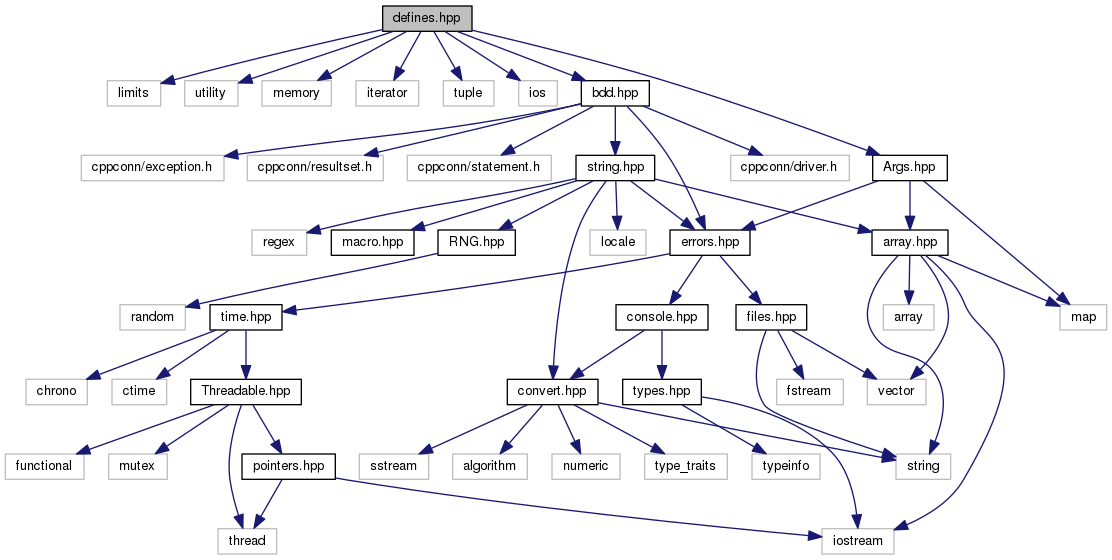 defines.hpp
limits
utility
memory
iterator
tuple
ios
bdd.hpp
cppconn/exception.h
cppconn/resultset.h
cppconn/statement.h
string.hpp
cppconn/driver.h
Args.hpp
regex
macro.hpp
RNG.hpp
locale
errors.hpp
array.hpp
random
time.hpp
console.hpp
files.hpp
array
map
chrono
ctime
Threadable.hpp
convert.hpp
types.hpp
fstream
vector
functional
mutex
pointers.hpp
sstream
algorithm
numeric
type_traits
typeinfo
string
thread
iostream